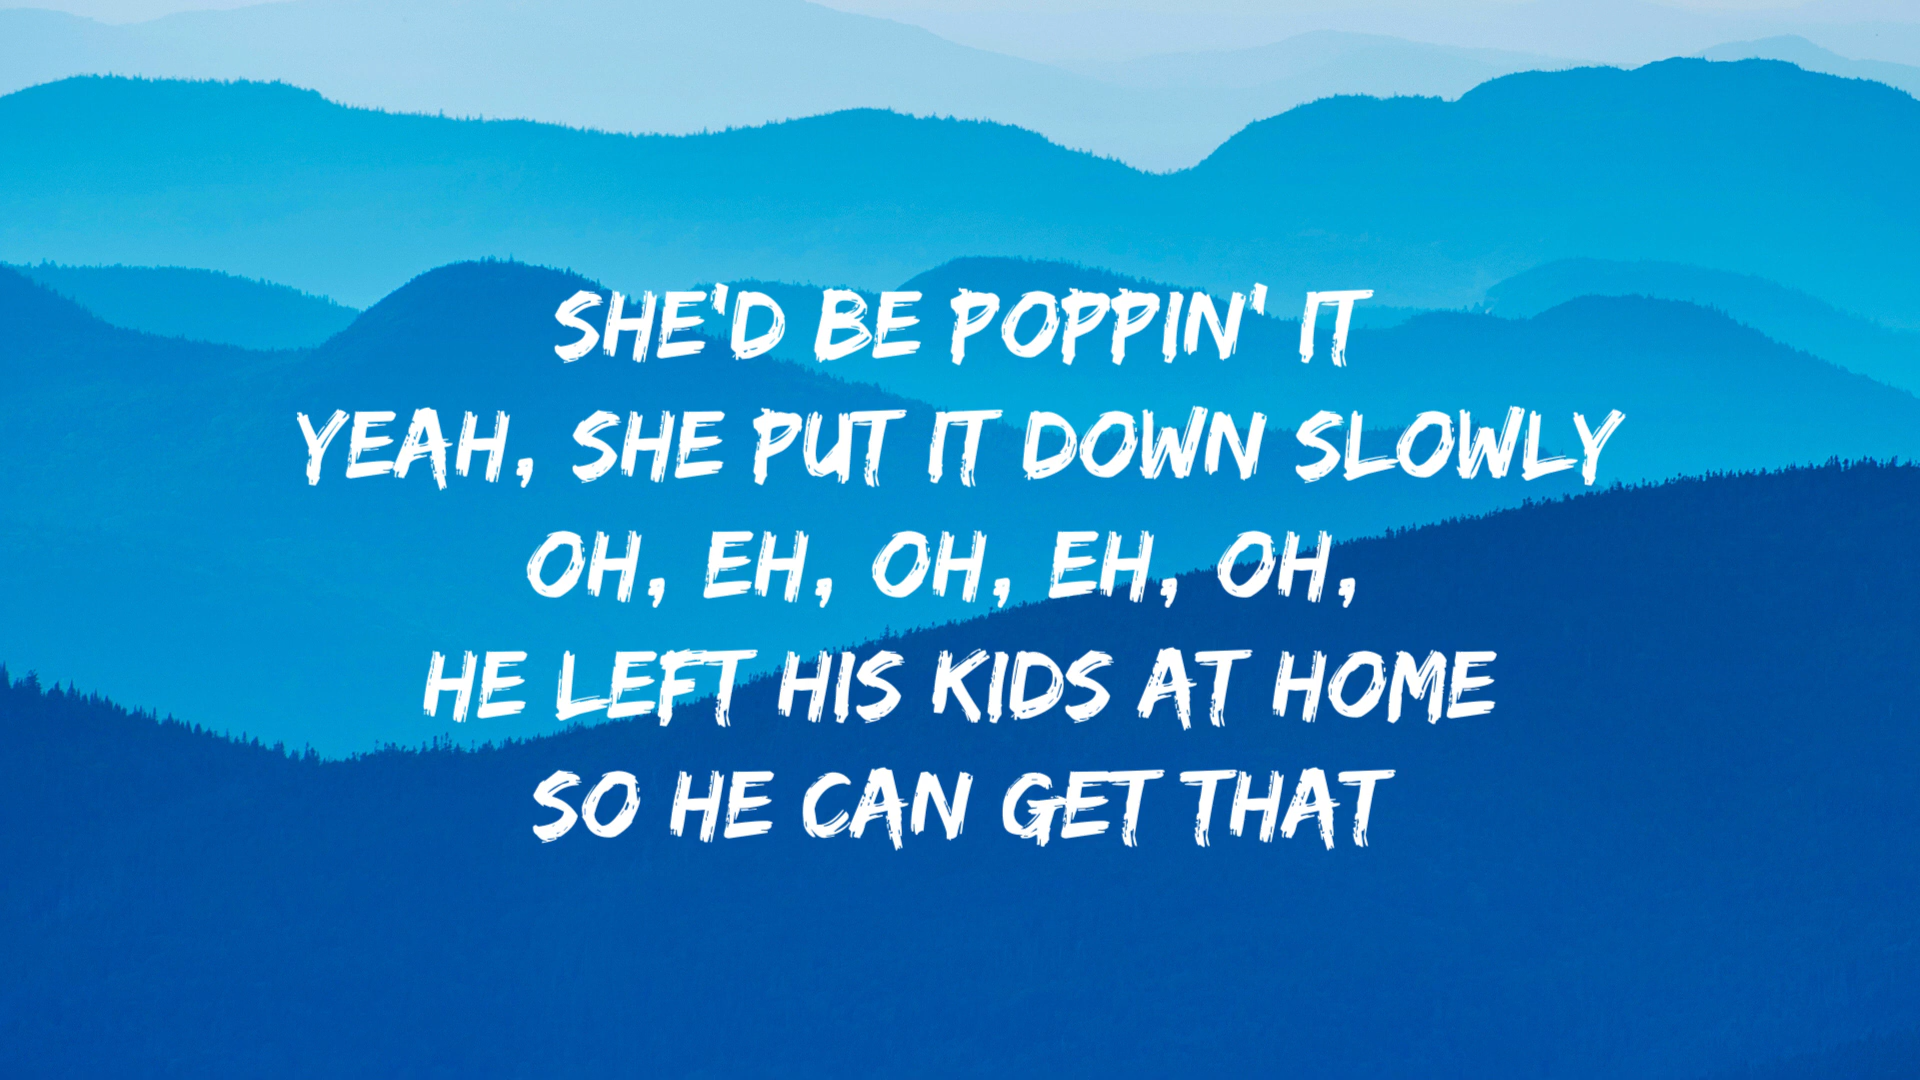 SHE'D BE POPPIN' IT
YEAH, SHE PUT IT DOWN SLOWLY
OH, EH, OH, EH, OH,
HE LEFT HIS KIDS AT HOME
SO HE CAN GET THAT